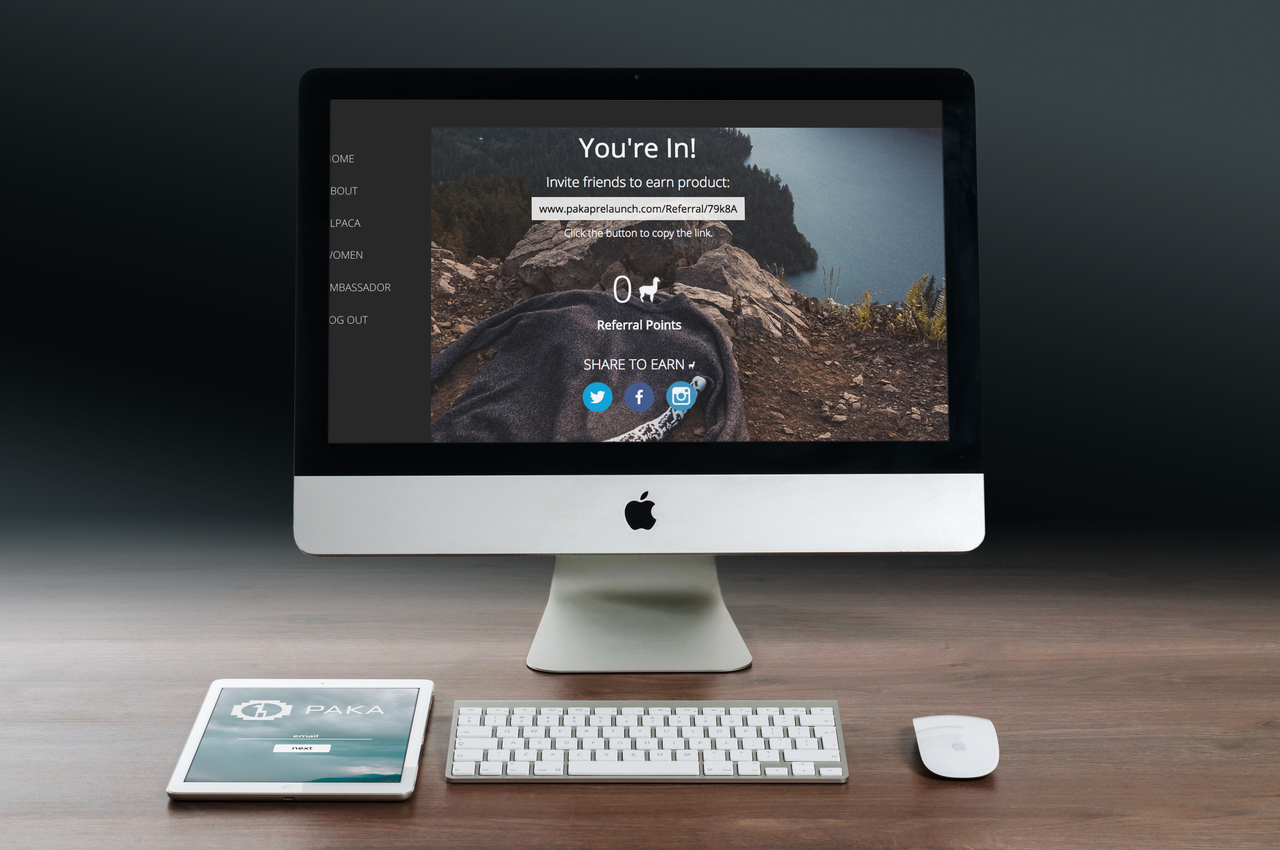 You're In!
Invite friends to earn product:
www.pakaprelaunch.com/Referral/79k8A
Click the button to copy the link.
0
Referral Points
SHARE TO EARN
OME
BOUT
LPACA
OMEN
MBASSADOR
OG OUT
PAKA
email
next